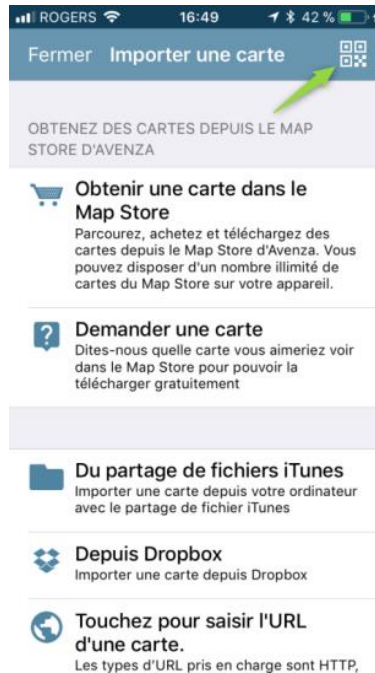 ROGERS 16:49 42 %
Fermer Importer une carte
OBTENEZ DES CARTES DEPUIS LE MAP
STORE D'AVENZA
Obtenir une carte dans le
Map Store
Parcourez, achetez et téléchargez des
cartes depuis le Map Store d'Avenza. Vous
pouvez disposer d'un nombre illimité de
cartes du Map Store sur votre appareil.
Demander une carte
Dites-nous quelle carte vous aimeriez voir
dans le Map Store pour pouvoir la
télécharger gratuitement
Du partage de fichiers iTunes
Importer une carte depuis votre ordinateur
avec le partage de fichier iTunes
Depuis Dropbox
Importer une carte depuis Dropbox
Touchez pour saisir l'URL
d'une carte.
Les types d'URL pris en charge sont HTTP,